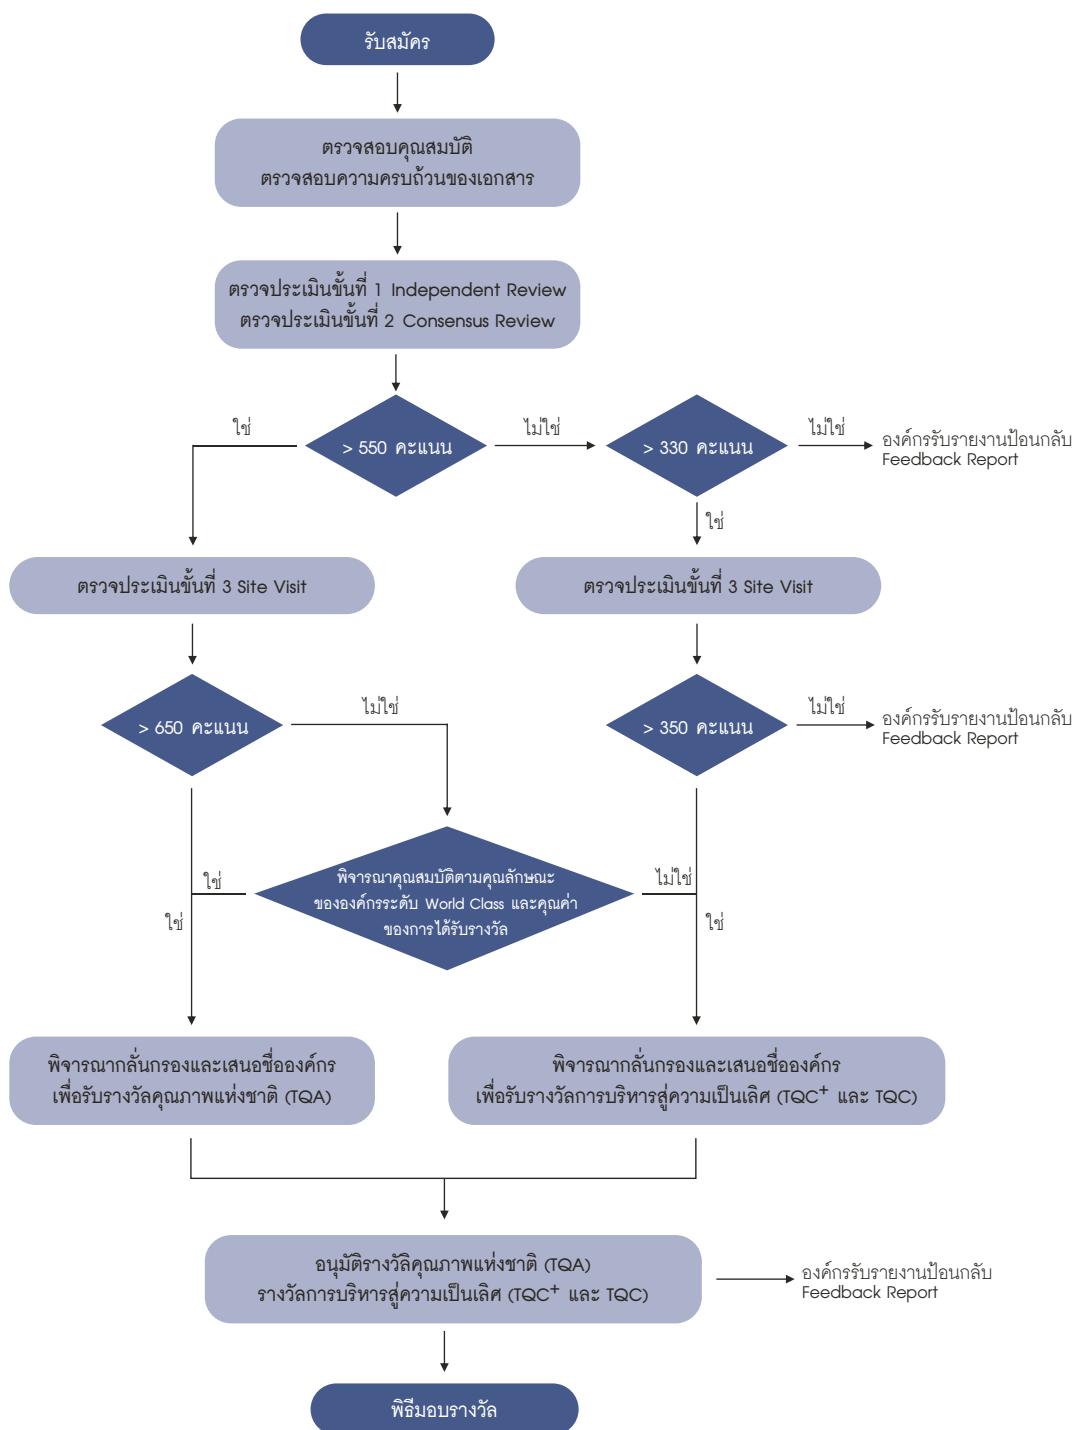 รับสมัคร
ตรวจสอบคุณสมบัติ
ตรวจสอบความครบถ้วนของเอกสาร
ตรวจประเมินขั้นที่ 1 Independent Review
ตรวจประเมินขั้นที่ 2 Consensus Review
ใช่
> 550 คะแนน
ไม่ใช่
> 330 คะแนน
ไม่ใช่
องค์กรรับรายงานป้อนกลับ
Feedback Report
ใช่
ตรวจประเมินขั้นที่ 3 Site Visit
ตรวจประเมินขั้นที่ 3 Site Visit
> 650 คะแนน
ไม่ใช่
> 350 คะแนน
ไม่ใช่
องค์กรรับรายงานป้อนกลับ
Feedback Report
ใช่
พิจารณาคุณสมบัติตามคุณลักษณะ
ขององค์กรระดับ World Class และคุณค่า
ของการได้รับรางวัล
ไม่ใช่
ใช่
ใช่
พิจารณากลั่นกรองและเสนอชื่อองค์กร
เพื่อรับรางวัลคุณภาพแห่งชาติ (TQA)
พิจารณากลั่นกรองและเสนอชื่อองค์กร
เพื่อรับรางวัลการบริหารสู่ความเป็นเลิศ (TQC+ และ TQC)
อนุมัติรางวัลคุณภาพแห่งชาติ (TQA)
รางวัลการบริหารสู่ความเป็นเลิศ (TQC+ และ TQC)
องค์กรรับรายงานป้อนกลับ
Feedback Report
พิธีมอบรางวัล